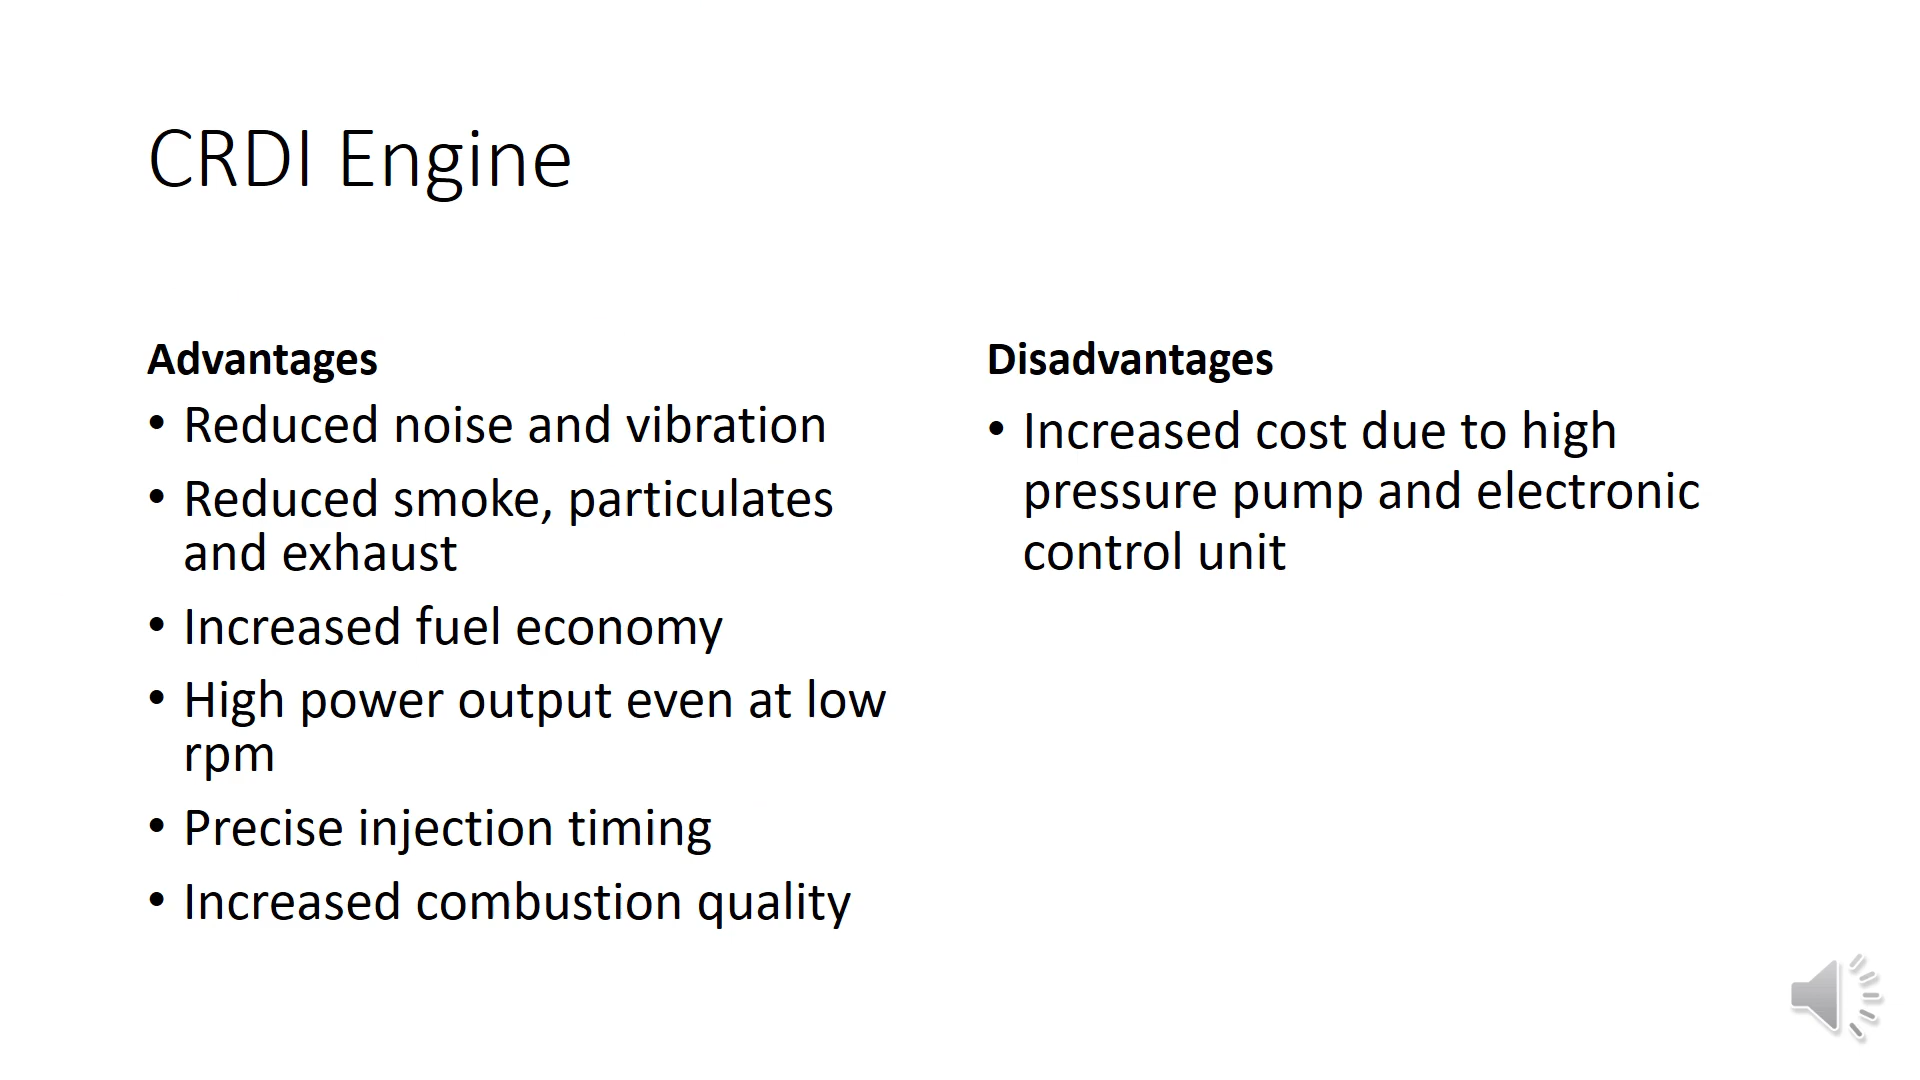 CRDI Engine
Advantages
• Reduced noise and vibration
• Reduced smoke, particulates
and exhaust
• Increased fuel economy
• High power output even at low
rpm
• Precise injection timing
• Increased combustion quality
Disadvantages
• Increased cost due to high
pressure pump and electronic
control unit